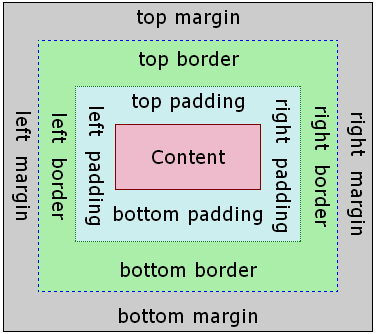 top margin
top border
top padding
left margin
left border
left padding
Content
right padding
right border
right margin
bottom padding
bottom border
bottom margin